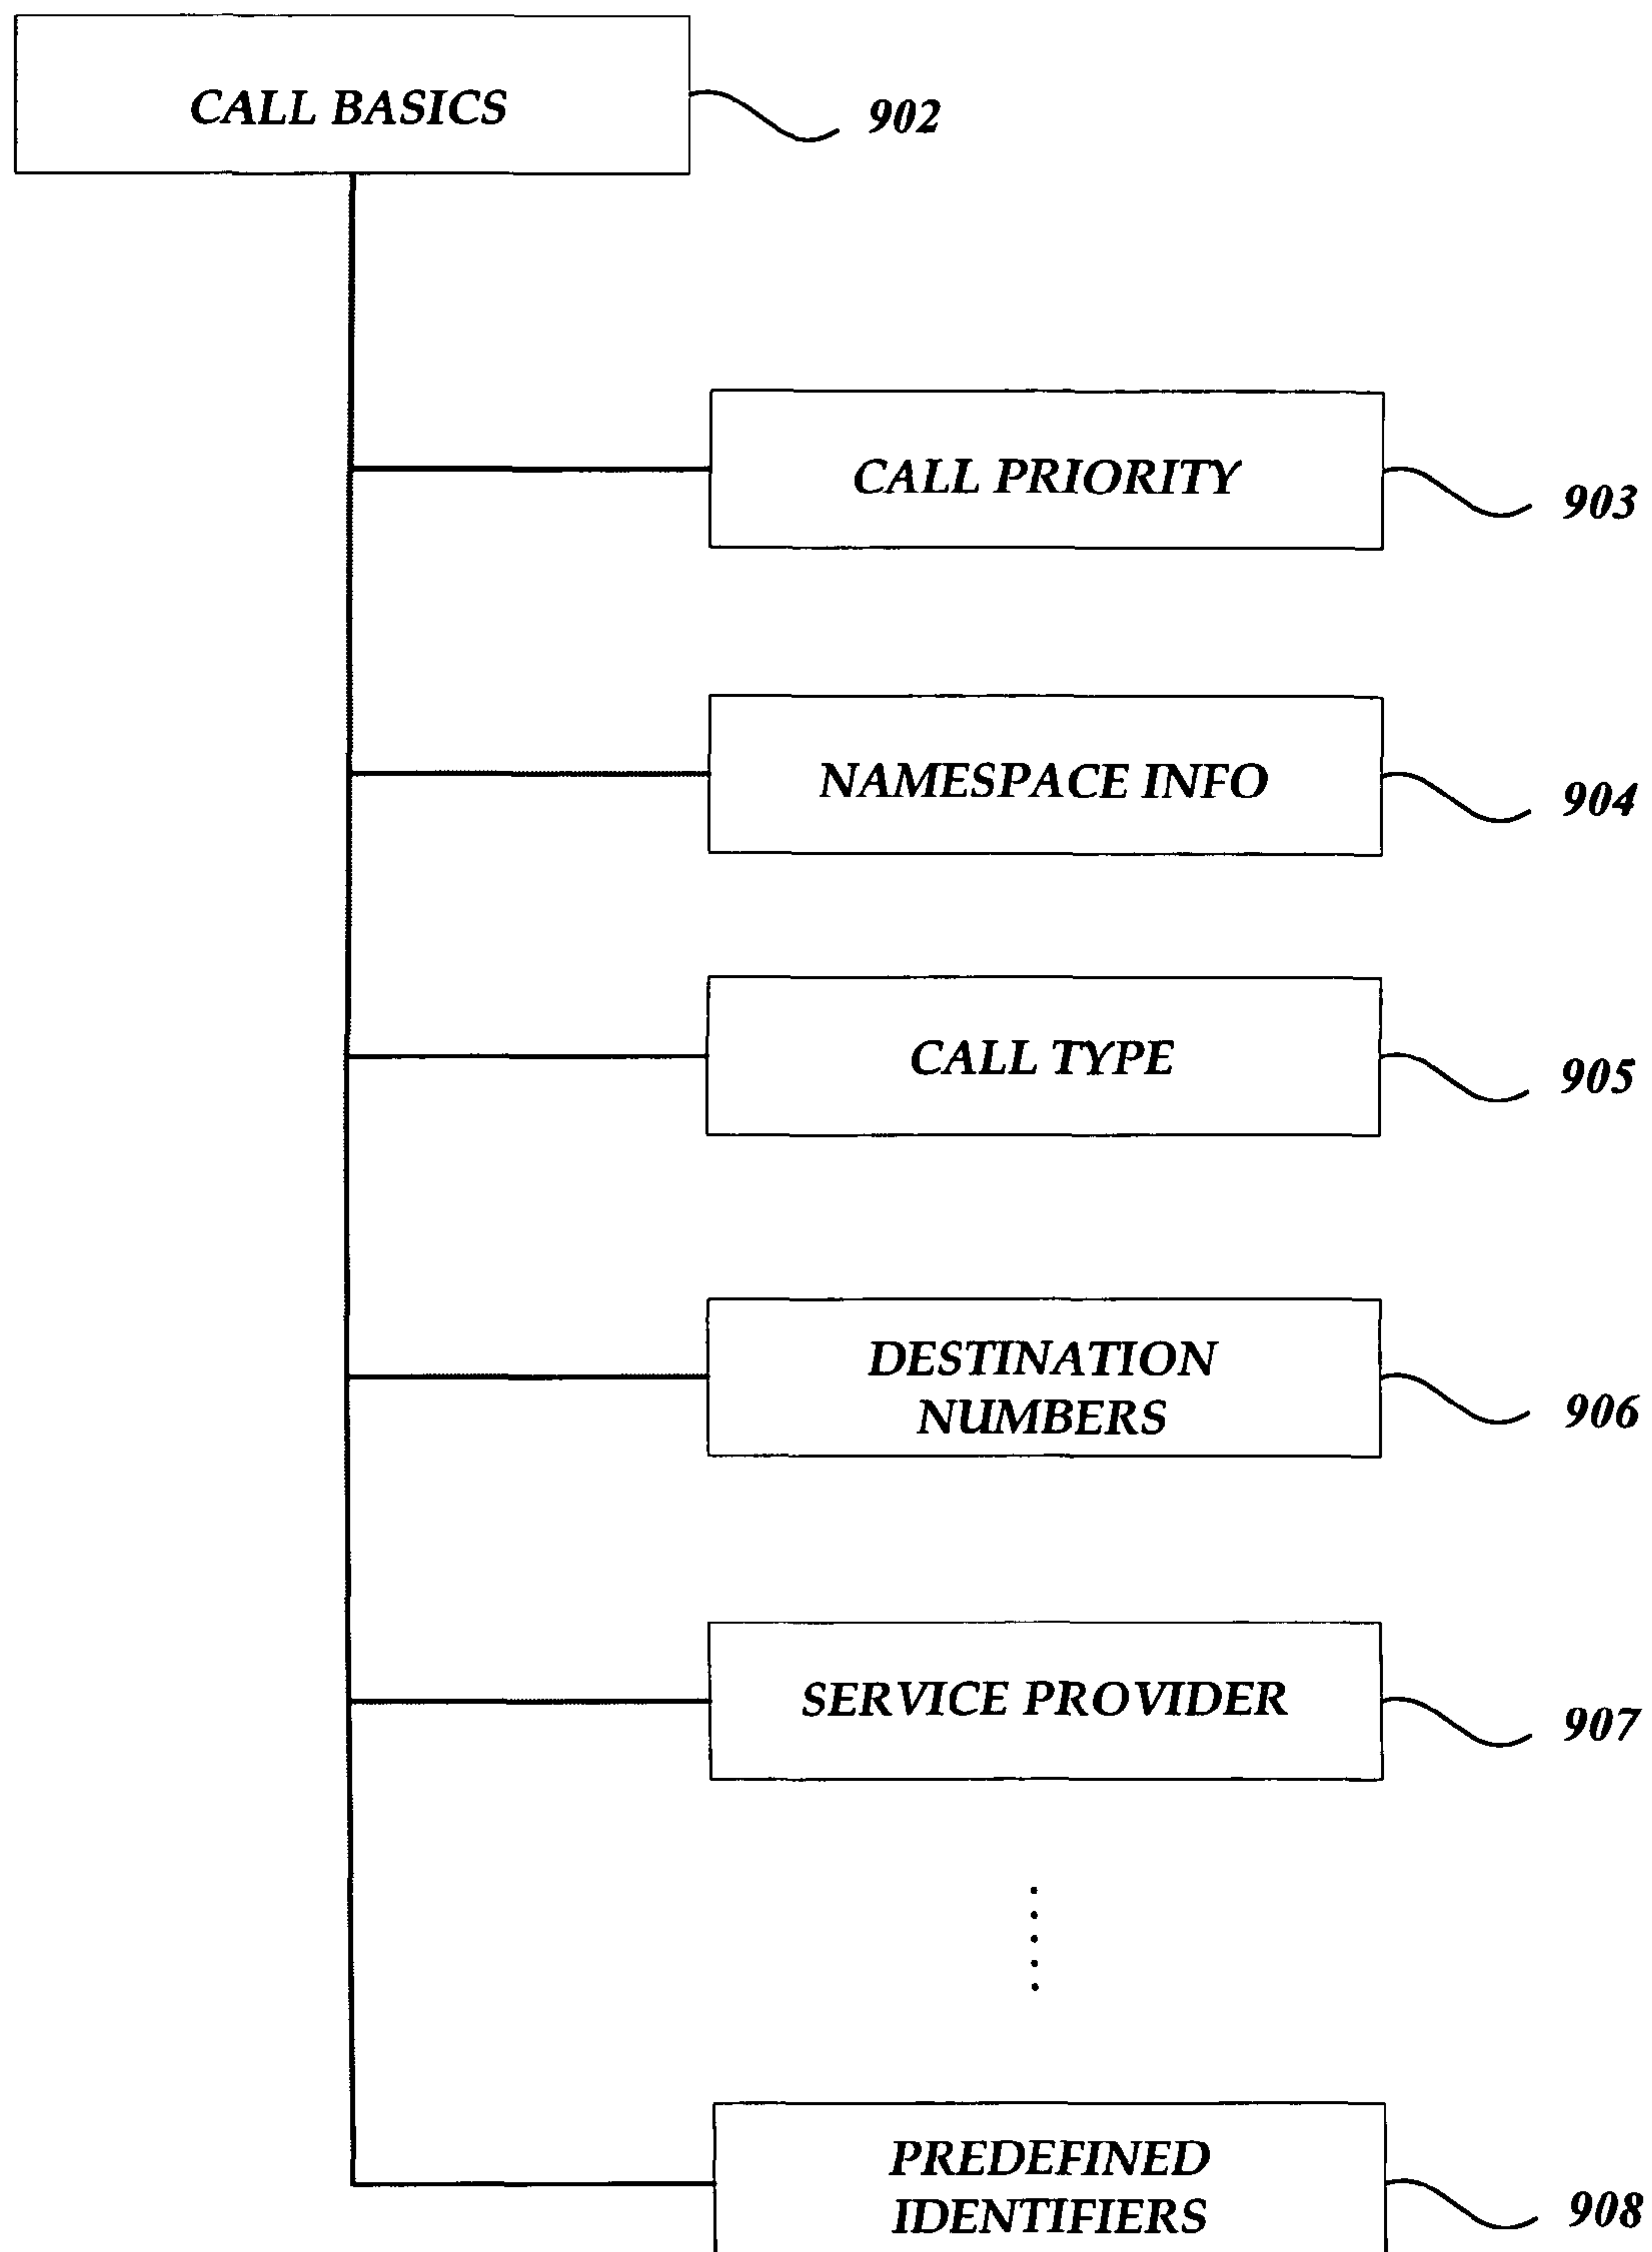 CALL BASICS
902
CALL PRIORITY
903
NAMESPACE INFO
904
CALL TYPE
905
DESTINATION
NUMBERS
906
SERVICE PROVIDER
907
PREDEFINED
IDENTIFIERS
908